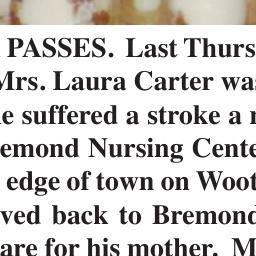 PASSES. Last Thurs
Mrs. Laura Carter was
e suffered a stroke a
emond Nursing Cente
edge of town on Woot
ved back to Bremond
are for his mother. M